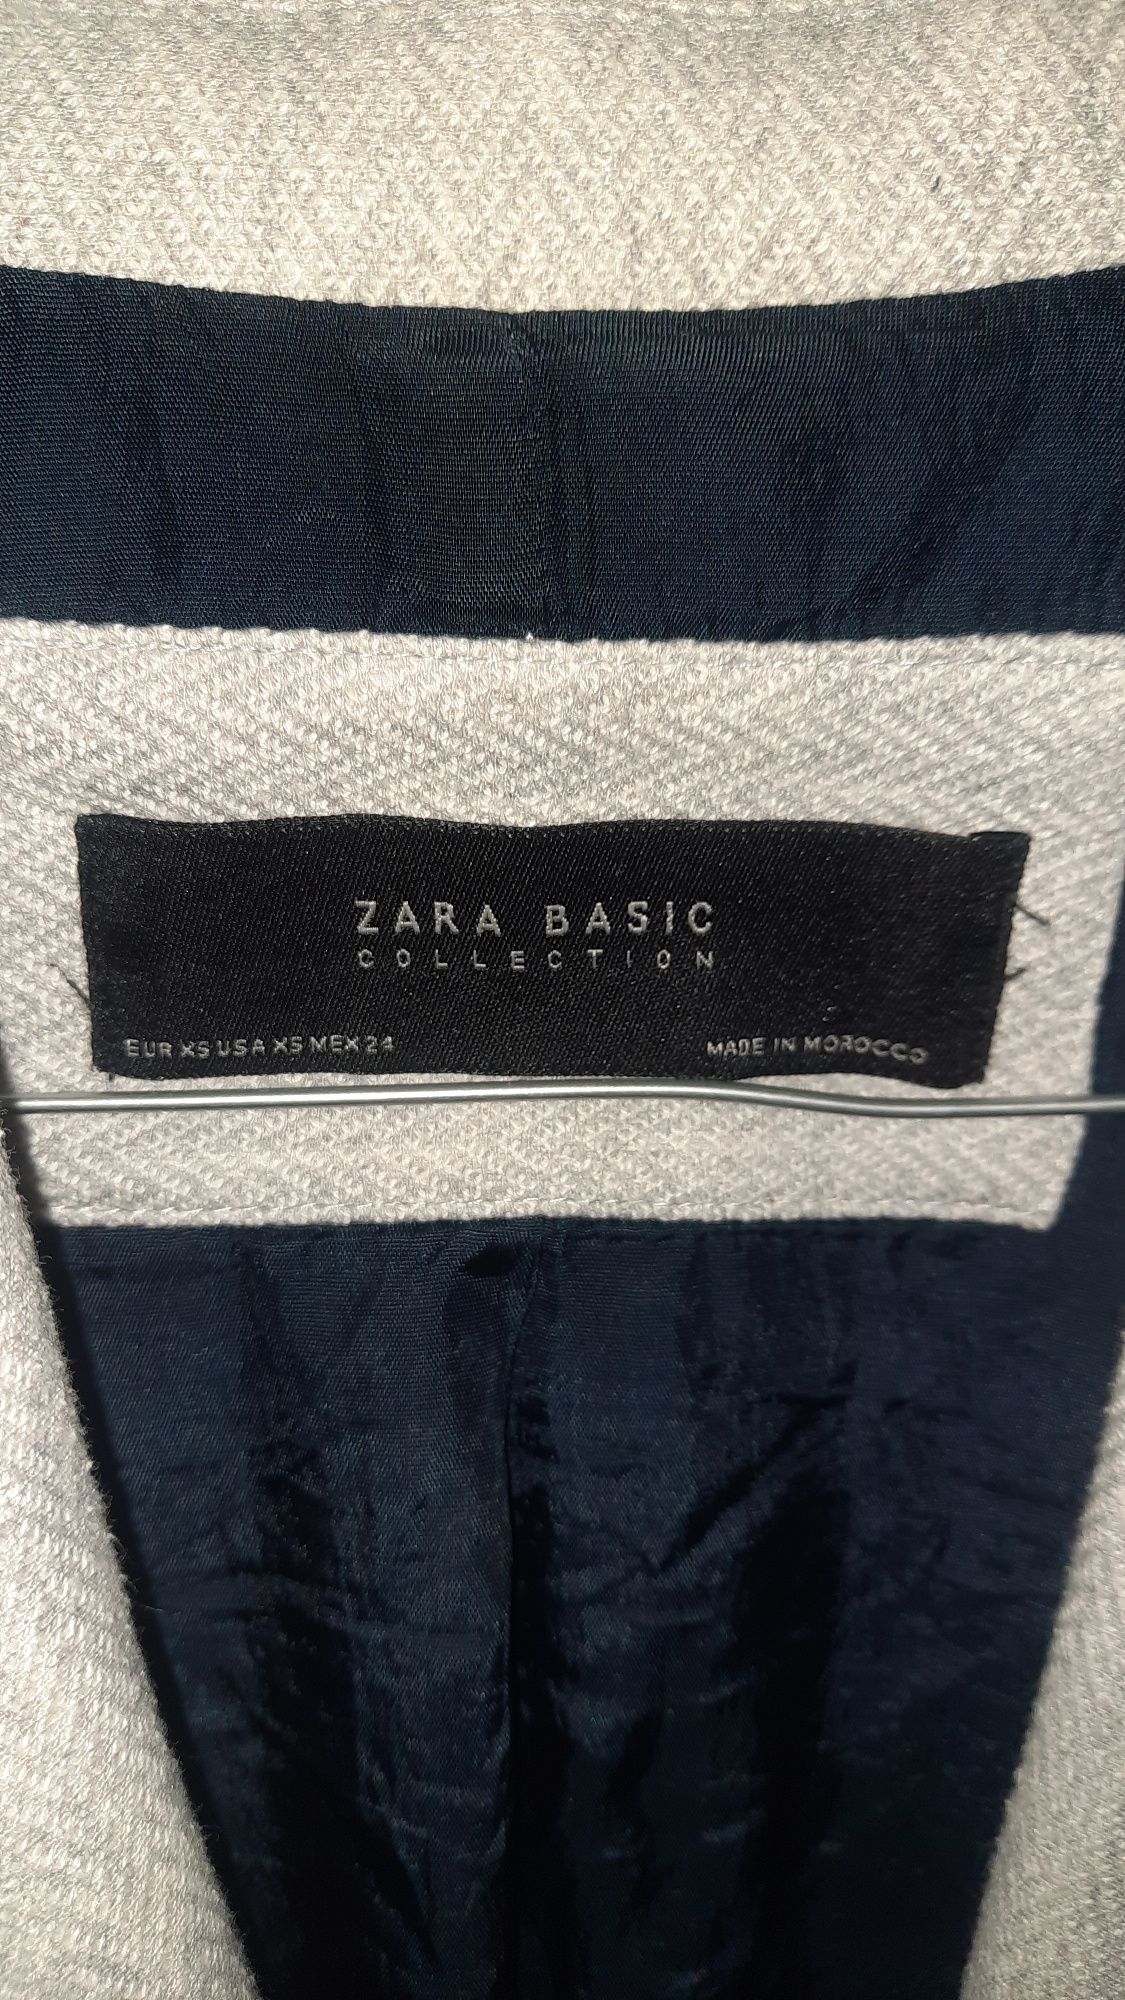 ZARA BASIC
COLLECTION
EUR XS USA XS MEX 24
MADE IN MOROCCO